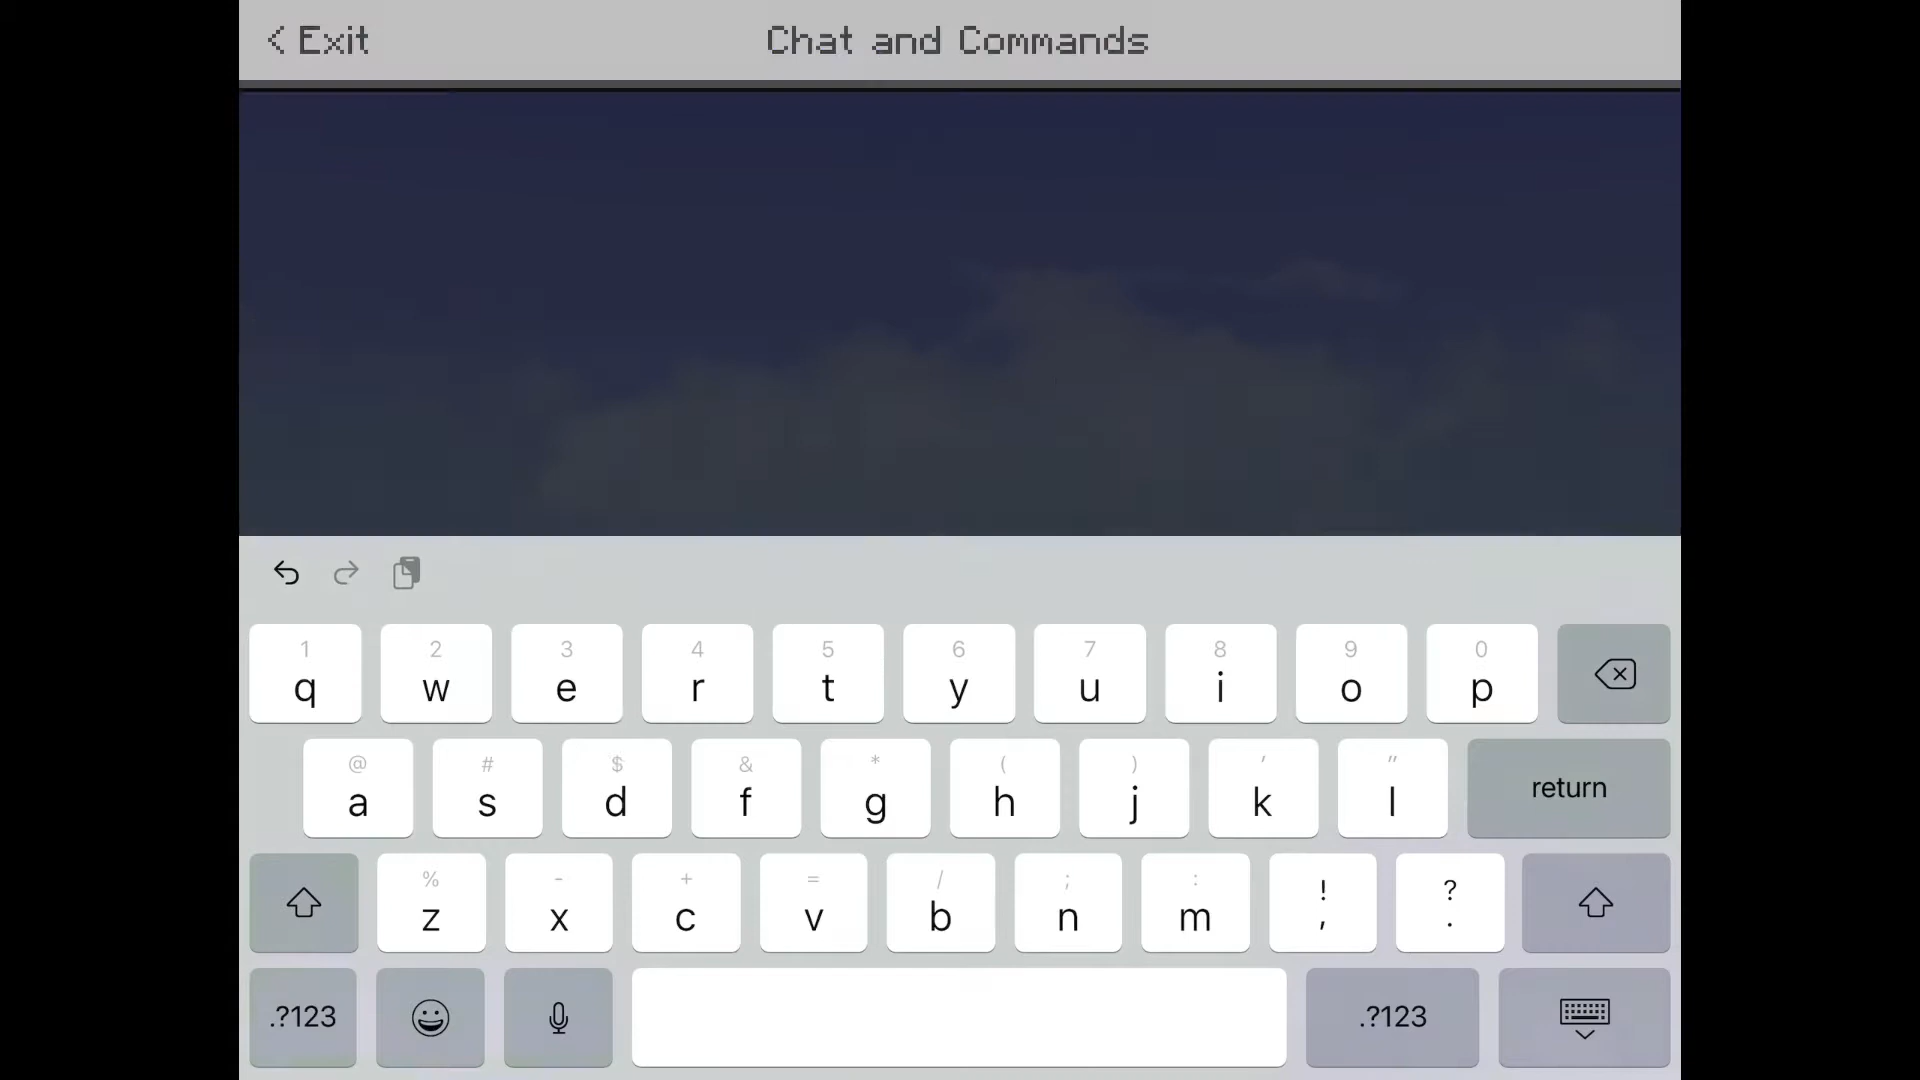 < Exit
Chat and Commands
1 2 3 4 5 6 7 8 9 0
q w e r t y u i o p
@ # $ & * ( ) ' "
a s d f g h j k l return
% - + = / ; : ! ?
z x c v b n m , .
.?123 .?123